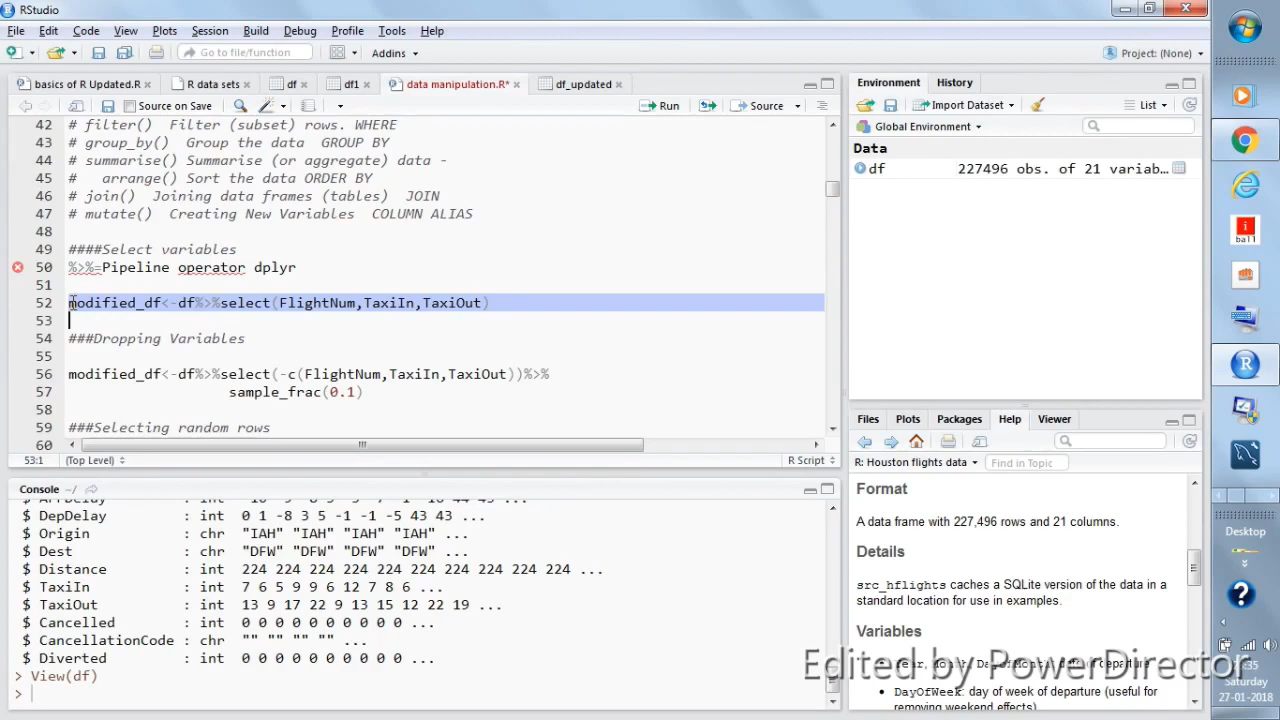 RStudio
File Edit Code View Plots Session Build Debug Profile Tools Help
Go to file/function Addins Project: (None)
basics of R Updated.R R data sets df df1 data manipulation.R* df_updated
Source on Save Run Source
42 # filter() Filter (subset) rows. WHERE
43 # group_by() Group the data GROUP BY
44 # summarise() Summarise (or aggregate) data -
45 # arrange() Sort the data ORDER BY
46 # join() Joining data frames (tables) JOIN
47 # mutate() Creating New Variables COLUMN ALIAS
48
49 ####Select variables
50 %>%=Pipeline operator dplyr
51
52 modified_df<-df%>%select(FlightNum,TaxiIn,TaxiOut)
53
54 ###Dropping Variables
55
56 modified_df<-df%>%select(-c(FlightNum,TaxiIn,TaxiOut))%>%
57 sample_frac(0.1)
58
59 ###Selecting random rows
60
53:1 (Top Level) R Script
Console ~/
$ DepDelay : int 0 1 -8 3 5 -1 -1 -5 43 43 ...
$ Origin : chr "IAH" "IAH" "IAH" "IAH" ...
$ Dest : chr "DFW" "DFW" "DFW" "DFW" ...
$ Distance : int 224 224 224 224 224 224 224 224 224 224 ...
$ TaxiIn : int 7 6 5 9 9 6 12 7 8 6 ...
$ TaxiOut : int 13 9 17 22 9 13 15 12 22 19 ...
$ Cancelled : int 0 0 0 0 0 0 0 0 0 0 ...
$ CancellationCode : chr "" "" "" "" ...
$ Diverted : int 0 0 0 0 0 0 0 0 0 0 ...
> View(df)
>
Environment History
Import Dataset List
Global Environment
Data
df 227496 obs. of 21 variab...
Files Plots Packages Help Viewer
R: Houston flights data Find in Topic
Format
A data frame with 227,496 rows and 21 columns.
Details
src_hflights caches a SQLite version of the data in a
standard location for use in examples.
Variables
DayOfWeek: day of week of departure (useful for
removing weekend effects)
Edited by PowerDirector
i
ball
Desktop
Saturday
27-01-2018